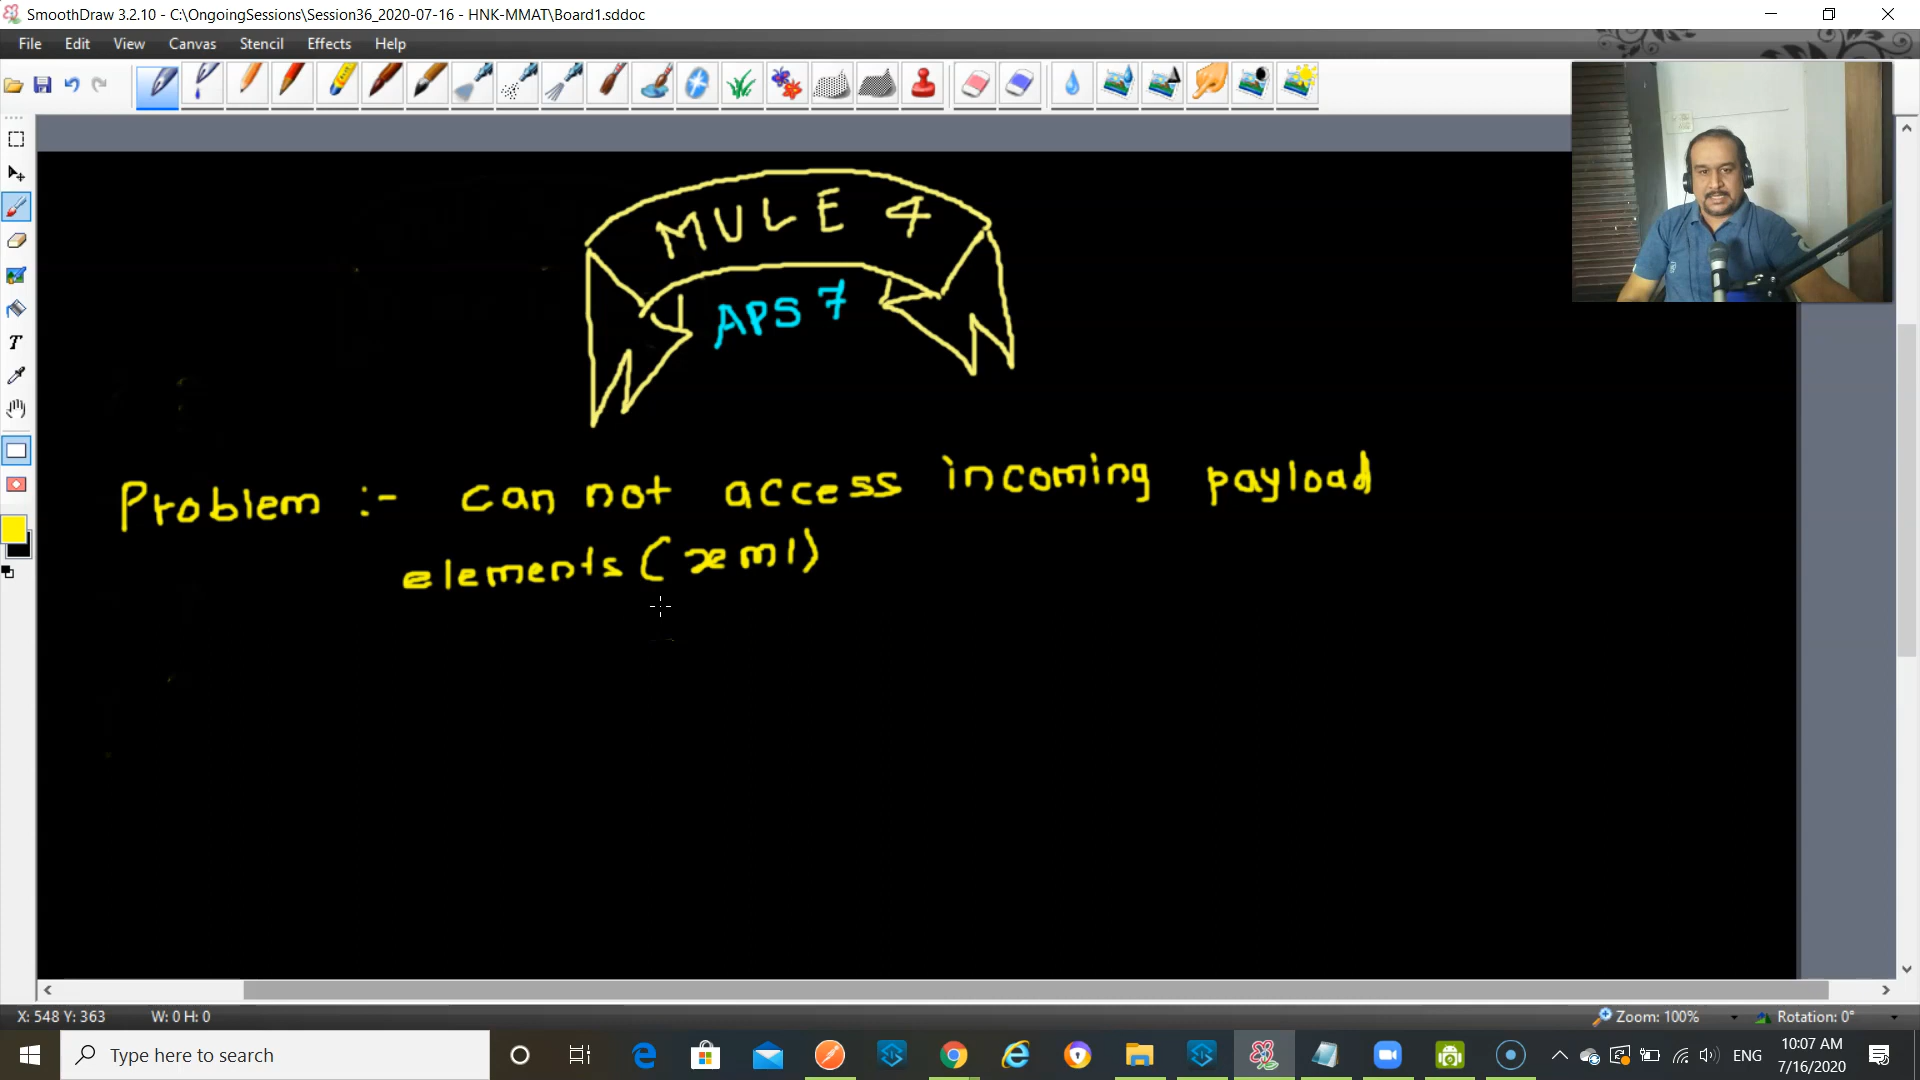 SmoothDraw 3.2.10 - C:\OngoingSessions\Session36_2020-07-16 - HNK-MMAT\Board1.sddoc
File Edit View Canvas Stencil Effects Help
MULE 4
APS 7
Problem :- can not access incoming payload
elements (xml)
X: 548 Y: 363 W: 0 H: 0 Zoom: 100% Rotation: 0°
Type here to search
ENG
10:07 AM
7/16/2020